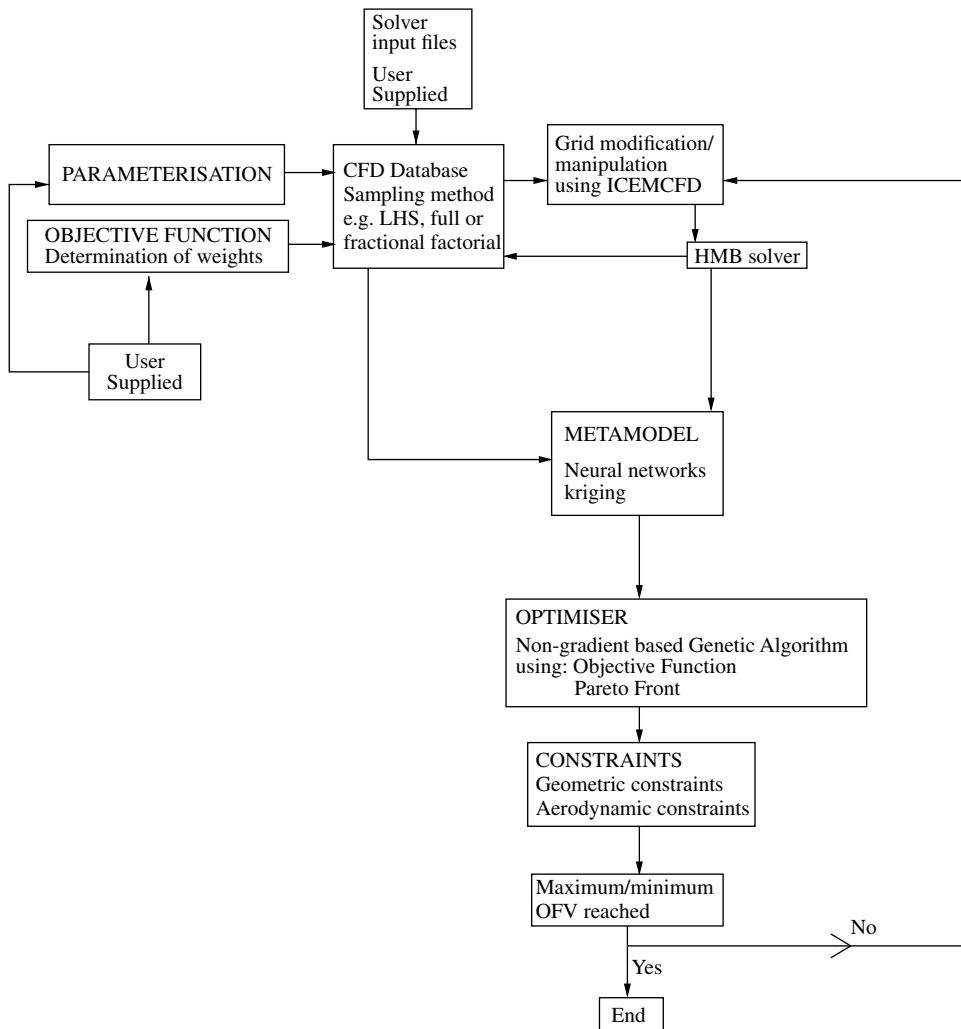 Solver
input files
User
Supplied
PARAMETERISATION
OBJECTIVE FUNCTION
Determination of weights
User
Supplied
CFD Database
Sampling method
e.g. LHS, full or
fractional factorial
Grid modification/
manipulation
using ICEMCFD
HMB solver
METAMODEL
Neural networks
kriging
OPTIMISER
Non-gradient based Genetic Algorithm
using: Objective Function
Pareto Front
CONSTRAINTS
Geometric constraints
Aerodynamic constraints
Maximum/minimum
OFV reached
No
Yes
End